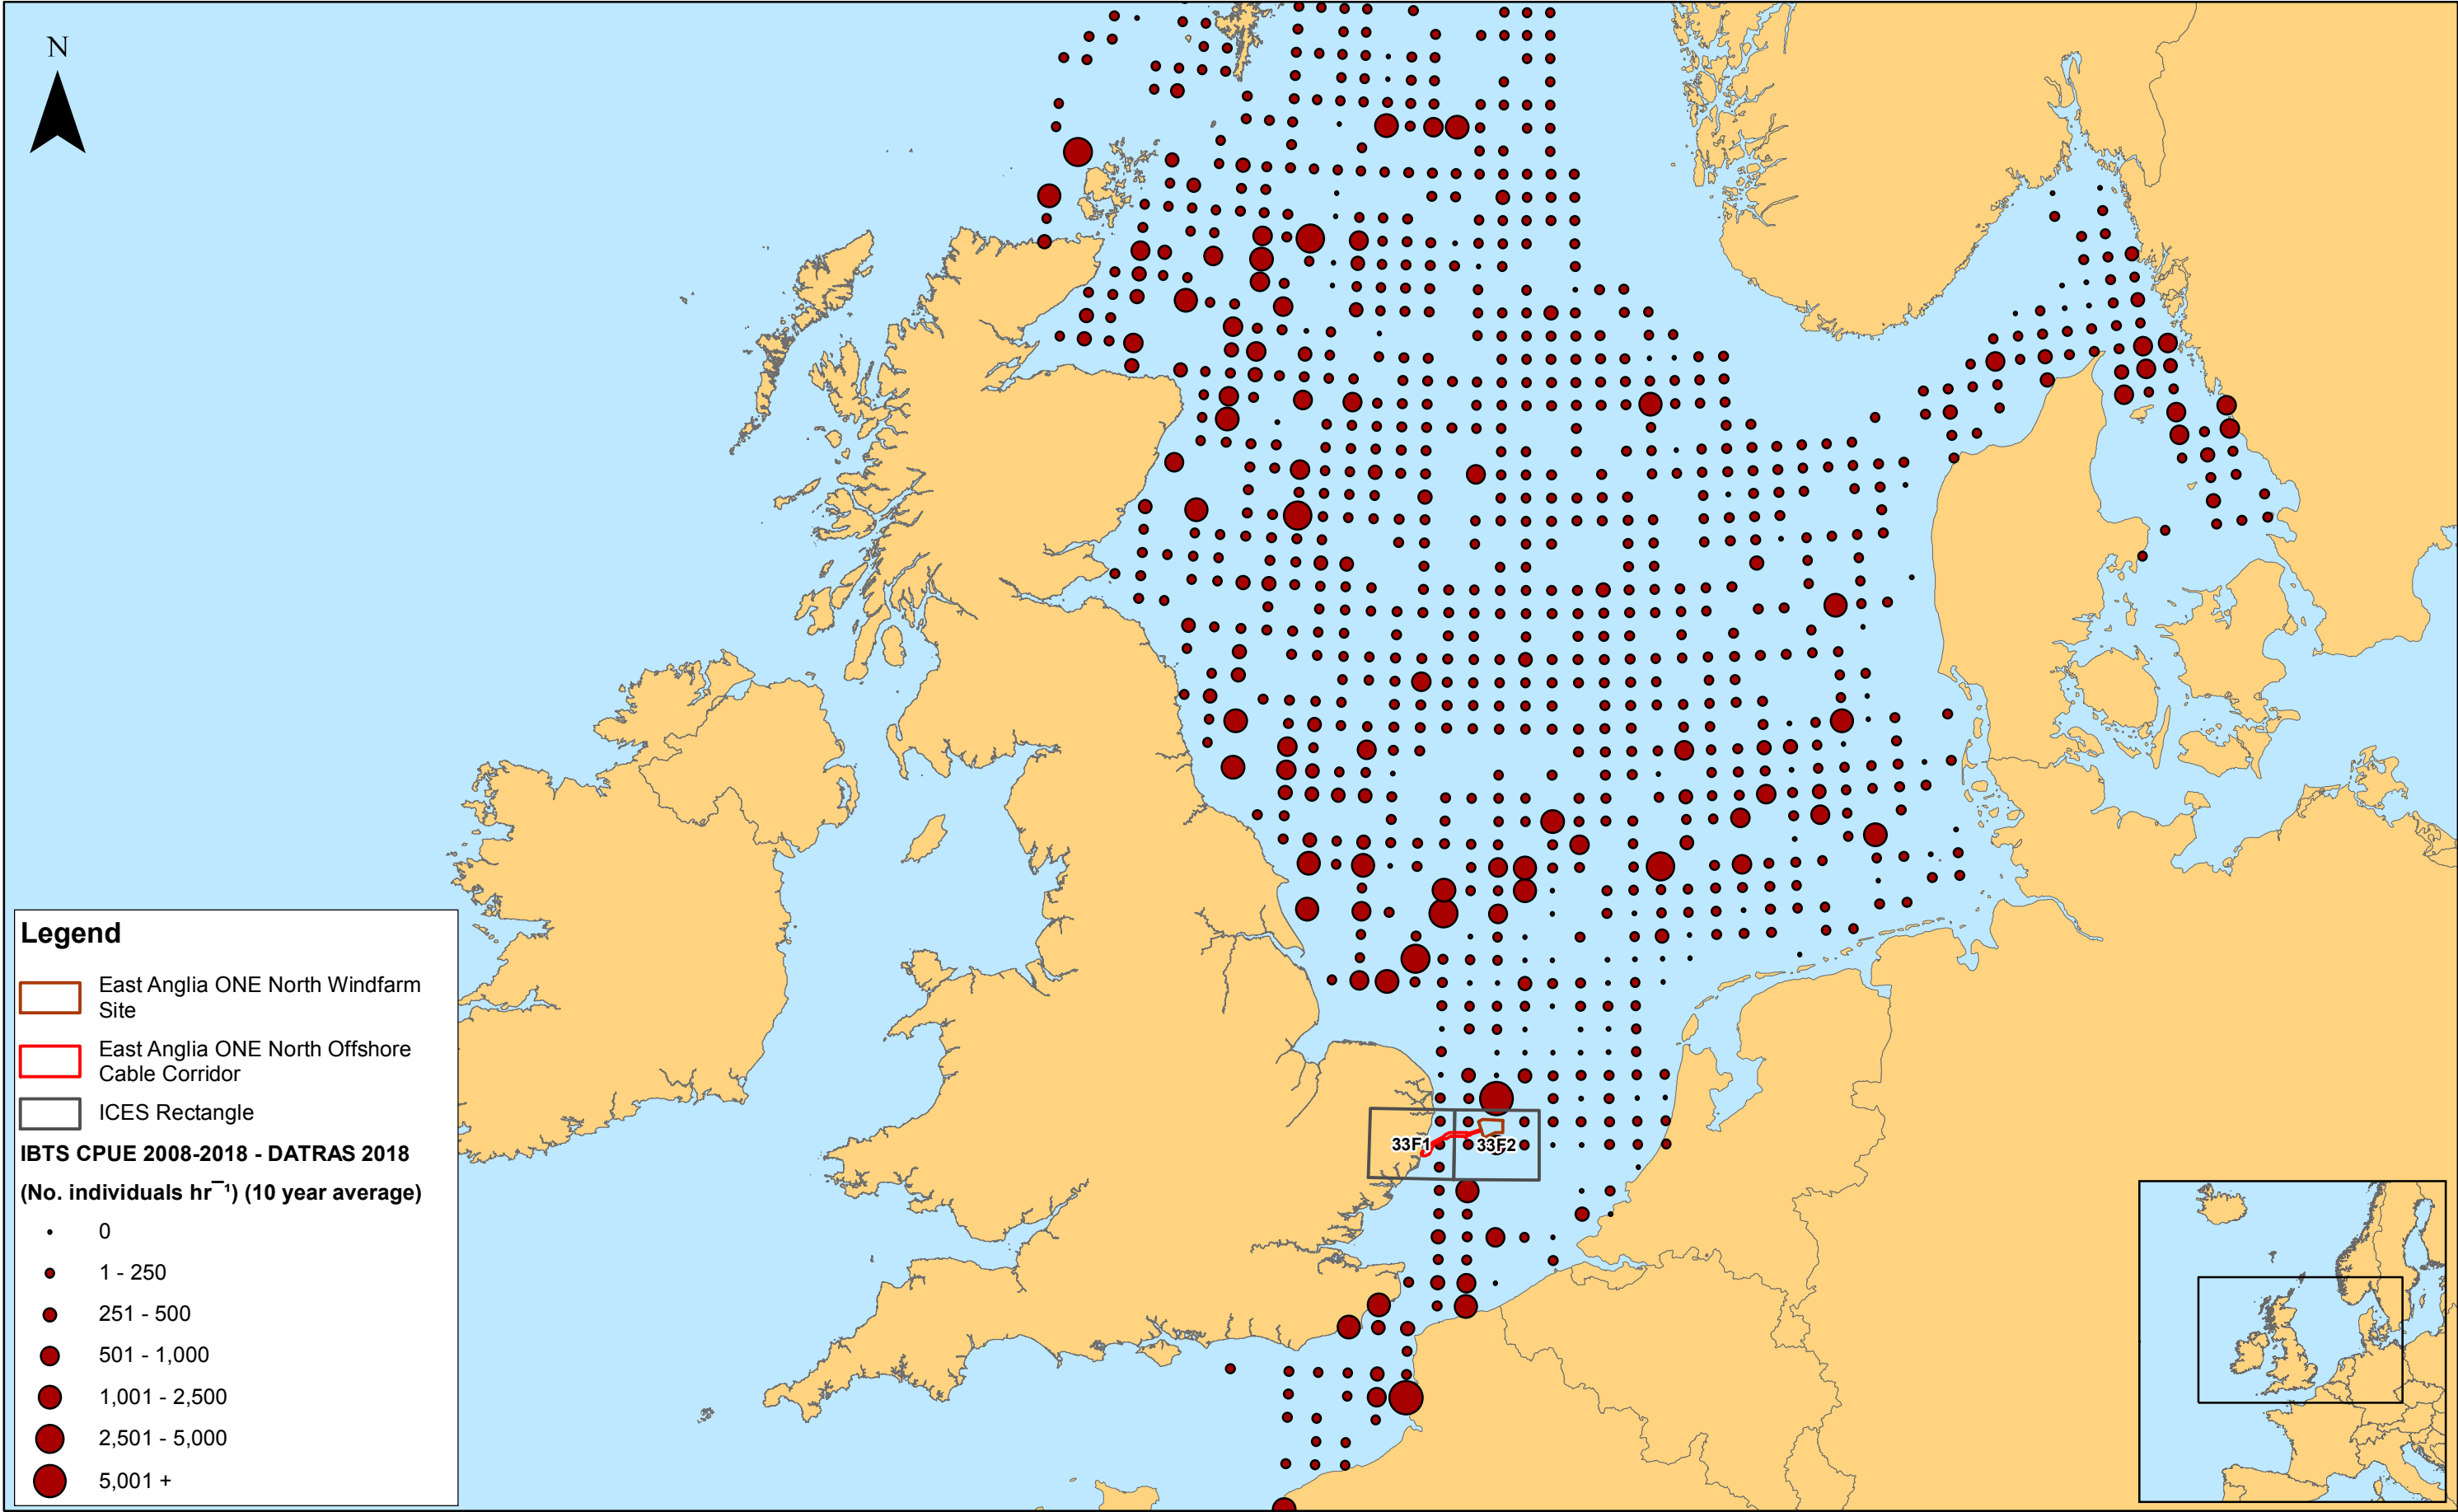 N
Legend
East Anglia ONE North Windfarm
Site
East Anglia ONE North Offshore
Cable Corridor
ICES Rectangle
IBTS CPUE 2008-2018 - DATRAS 2018
(No. individuals hr¯¹) (10 year average)
0
1 - 250
251 - 500
501 - 1,000
1,001 - 2,500
2,501 - 5,000
5,001 +
33F1
33F2